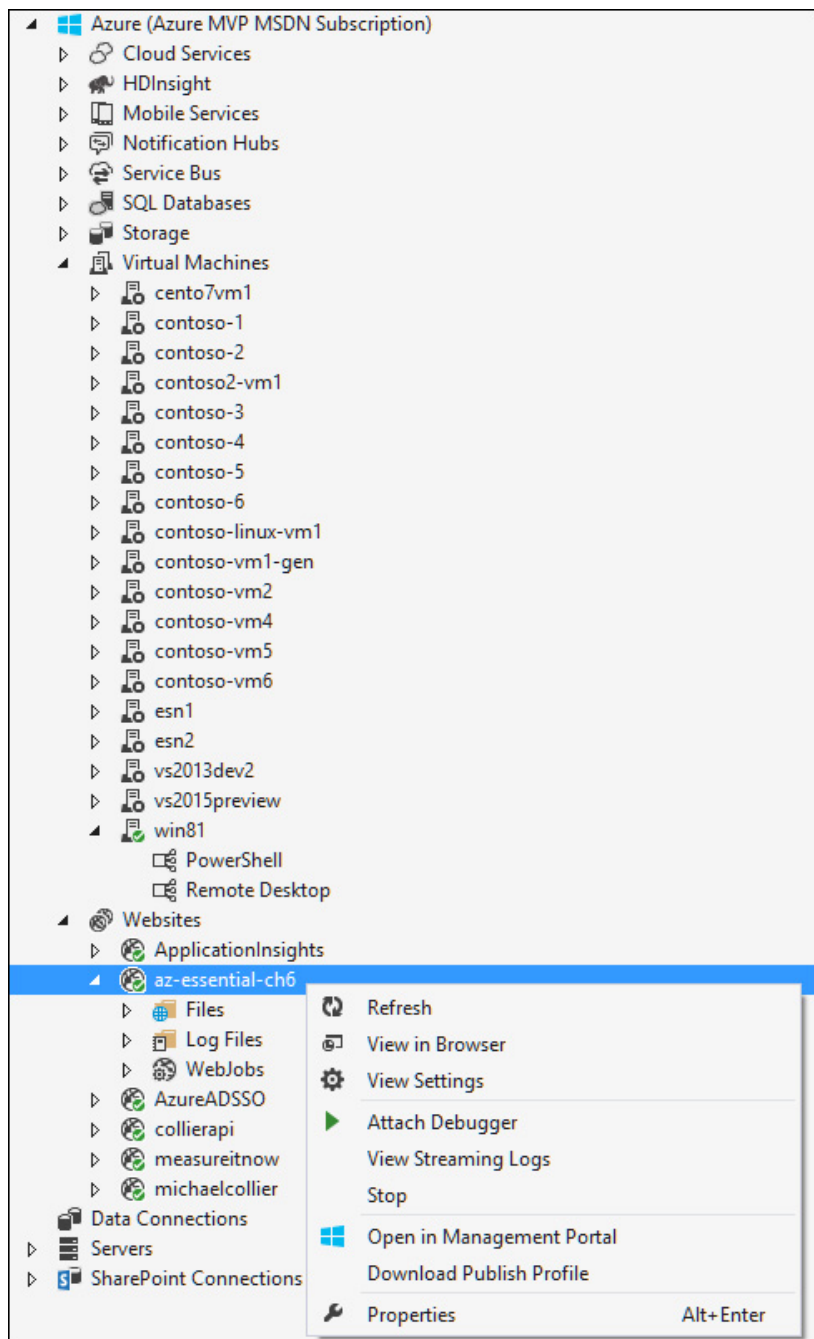 Azure (Azure MVP MSDN Subscription)
Cloud Services
HDInsight
Mobile Services
Notification Hubs
Service Bus
SQL Databases
Storage
Virtual Machines
cento7vm1
contoso-1
contoso-2
contoso2-vm1
contoso-3
contoso-4
contoso-5
contoso-6
contoso-linux-vm1
contoso-vm1-gen
contoso-vm2
contoso-vm4
contoso-vm5
contoso-vm6
esn1
esn2
vs2013dev2
vs2015preview
win81
PowerShell
Remote Desktop
Websites
ApplicationInsights
az-essential-ch6
Files
Log Files
WebJobs
AzureADSSO
collierapi
measureitnow
michaelcollier
Data Connections
Servers
SharePoint Connections
Refresh
View in Browser
View Settings
Attach Debugger
View Streaming Logs
Stop
Open in Management Portal
Download Publish Profile
Properties Alt+Enter